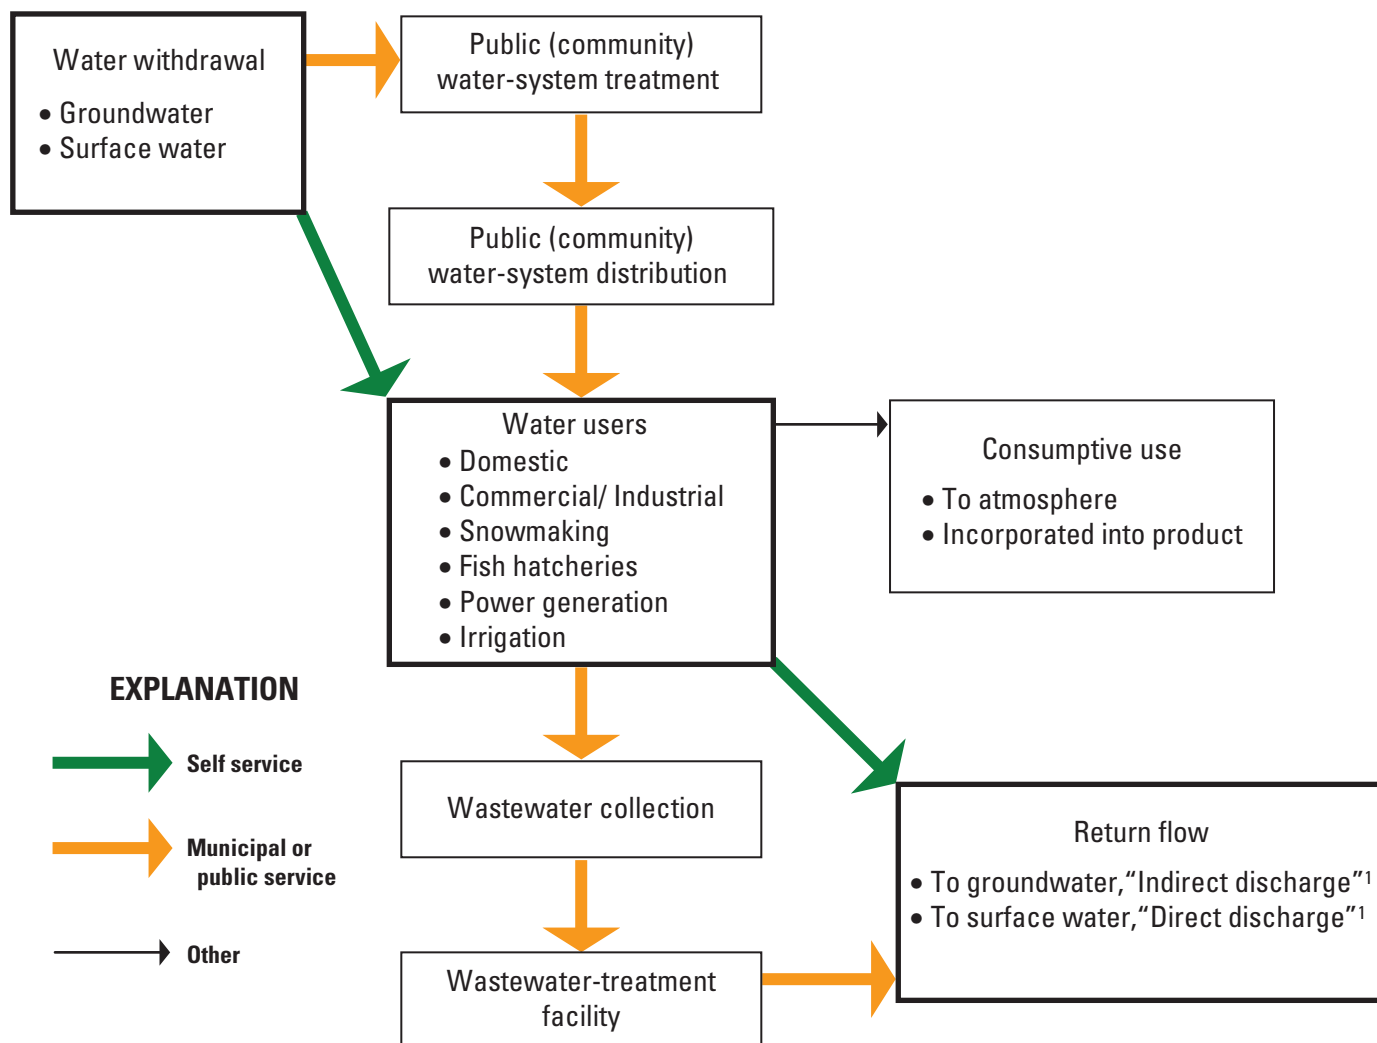 Water withdrawal
• Groundwater
• Surface water
Public (community)
water-system treatment
Public (community)
water-system distribution
Water users
• Domestic
• Commercial/ Industrial
• Snowmaking
• Fish hatcheries
• Power generation
• Irrigation
Consumptive use
• To atmosphere
• Incorporated into product
EXPLANATION
Self service
Municipal or
public service
Other
Wastewater collection
Wastewater-treatment
facility
Return flow
• To groundwater,“Indirect discharge”¹
• To surface water,“Direct discharge”¹